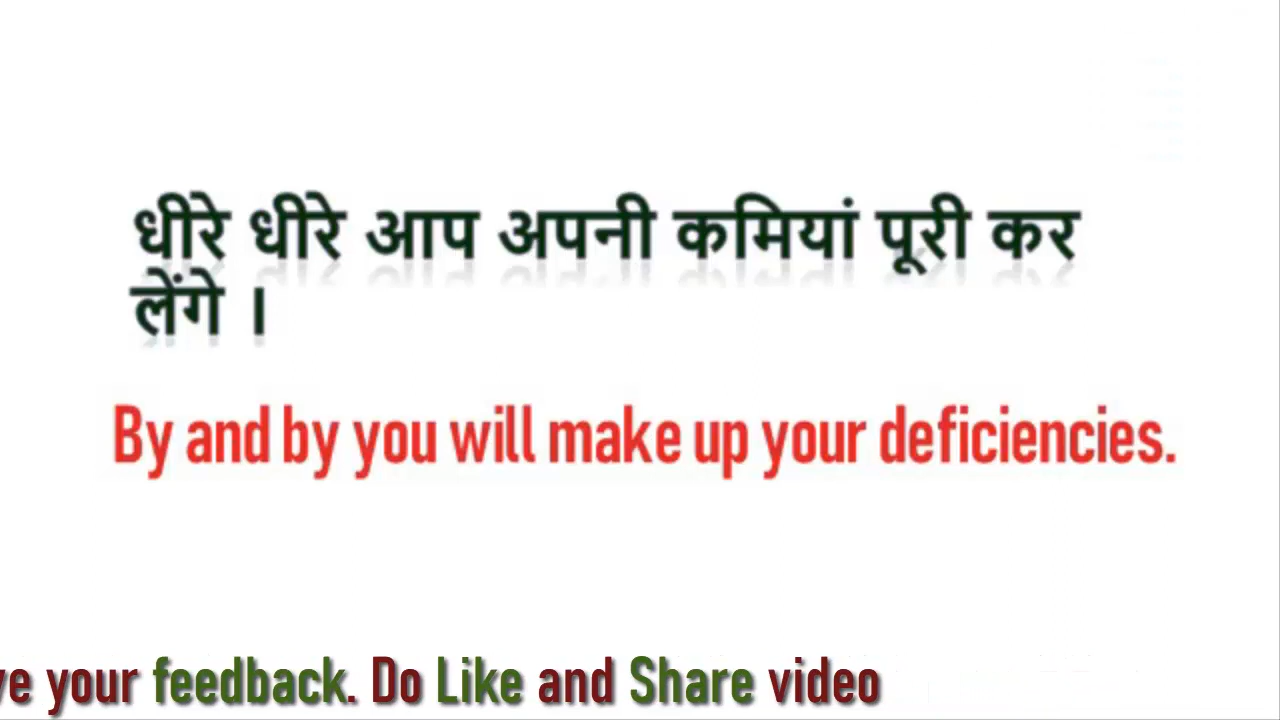 धीरे धीरे आप अपनी कमियां पूरी कर
लेंगे ।
By and by you will make up your deficiencies.
your feedback. Do Like and Share video